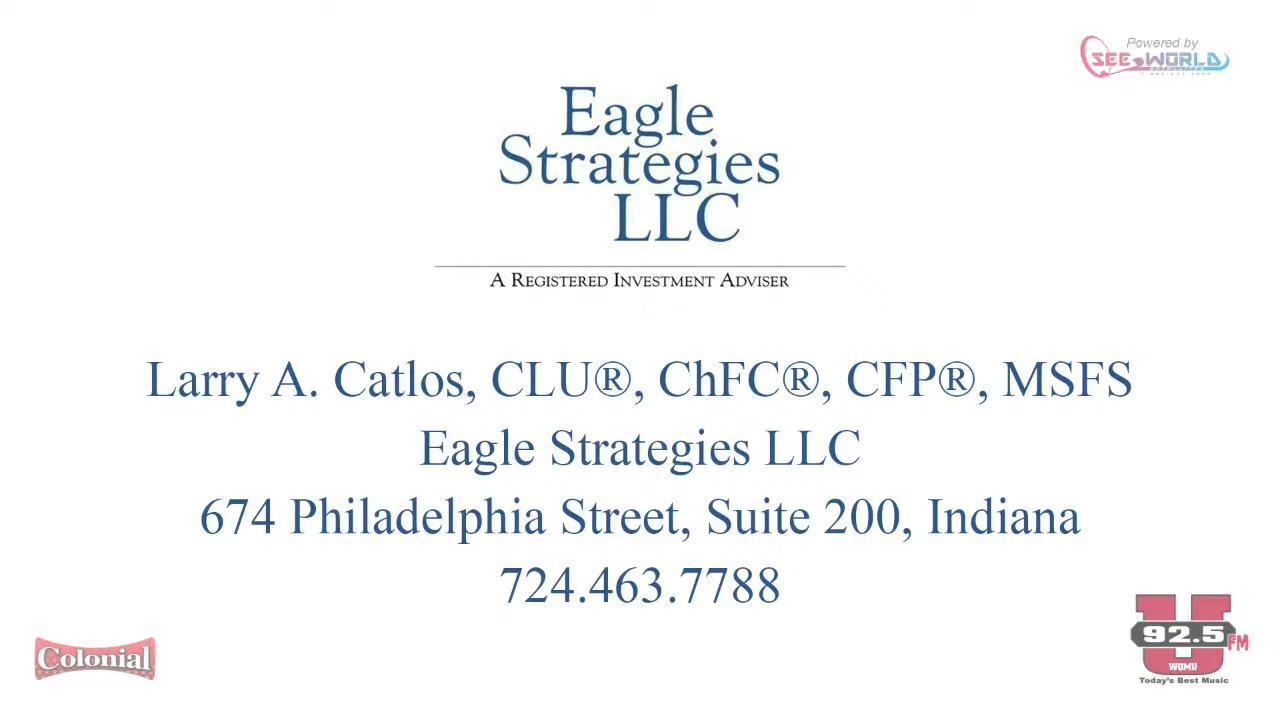 Powered by
SEE-WORLD
Eagle
Strategies
LLC
A REGISTERED INVESTMENT ADVISER
Larry A. Catlos, CLU®, ChFC®, CFP®, MSFS
Eagle Strategies LLC
674 Philadelphia Street, Suite 200, Indiana
724.463.7788
Colonial
92.5 FM
WQMU
Today's Best Music